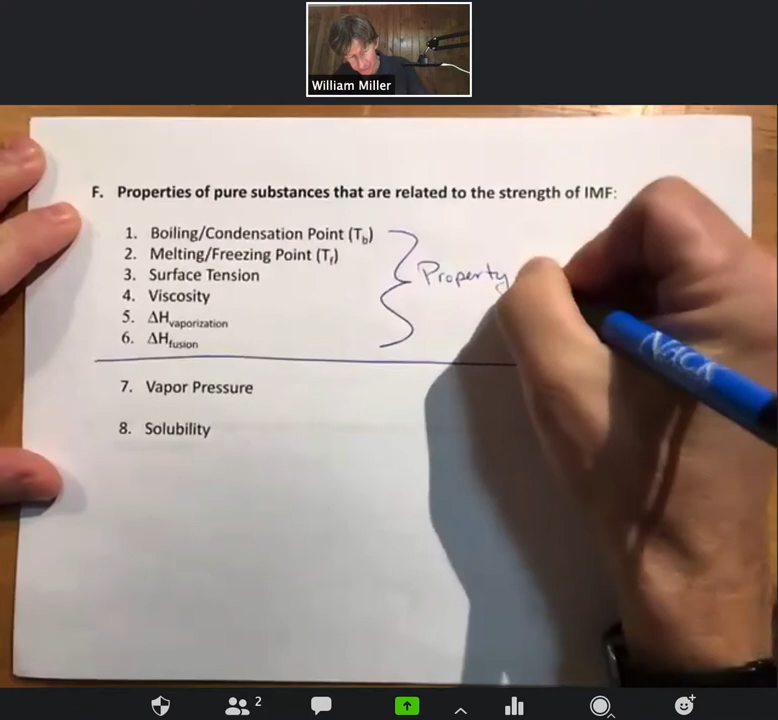 William Miller
F. Properties of pure substances that are related to the strength of IMF:
1. Boiling/Condensation Point (Tb)
2. Melting/Freezing Point (Tf)
3. Surface Tension
4. Viscosity
5. ΔHvaporization
6. ΔHfusion
Property
7. Vapor Pressure
8. Solubility
2